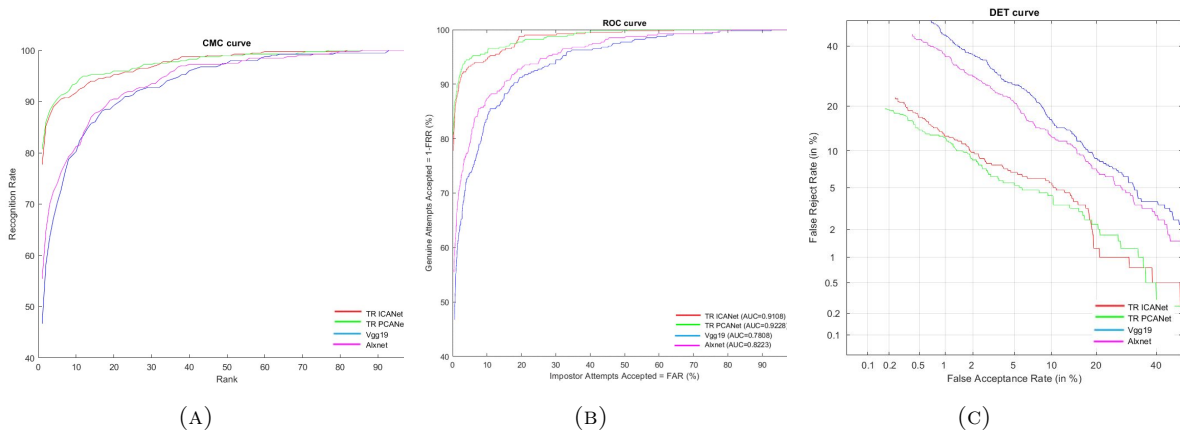 CMC curve
Recognition Rate
100
90
80
70
60
50
40
0 10 20 30 40 50 60 70 80 90
Rank
TR ICANet
TR PCANe
Vgg19
Alxnet
(A)
ROC curve
Genuine Attempts Accepted = 1-FRR (%)
100
90
80
70
60
50
40
0 10 20 30 40 50 60 70 80 90
Impostor Attempts Accepted = FAR (%)
TR ICANet (AUC=0.9108)
TR PCANet (AUC=0.9228)
Vgg19 (AUC=0.7808)
Alxnet (AUC=0.8223)
(B)
DET curve
False Reject Rate (in %)
40
20
10
5
2
1
0.5
0.2
0.1
0.1 0.2 0.5 1 2 5 10 20 40
False Acceptance Rate (in %)
TR ICANet
TR PCANet
Vgg19
Alxnet
(C)